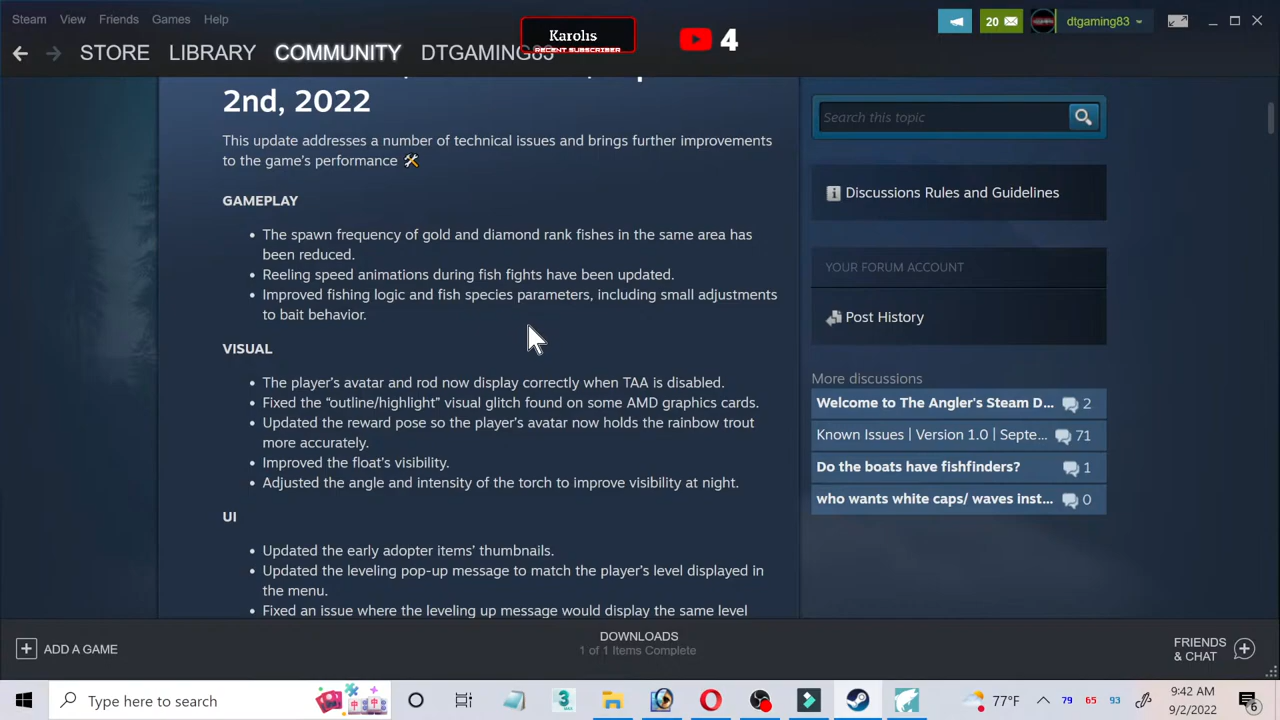 Steam View Friends Games Help
20
dtgaming83
Karolis
RECENT SUBSCRIBER
4
STORE LIBRARY COMMUNITY DTGAMING83
2nd, 2022
This update addresses a number of technical issues and brings further improvements
to the game's performance
GAMEPLAY
• The spawn frequency of gold and diamond rank fishes in the same area has
been reduced.
• Reeling speed animations during fish fights have been updated.
• Improved fishing logic and fish species parameters, including small adjustments
to bait behavior.
VISUAL
• The player's avatar and rod now display correctly when TAA is disabled.
• Fixed the “outline/highlight” visual glitch found on some AMD graphics cards.
• Updated the reward pose so the player's avatar now holds the rainbow trout
more accurately.
• Improved the float's visibility.
• Adjusted the angle and intensity of the torch to improve visibility at night.
UI
• Updated the early adopter items' thumbnails.
• Updated the leveling pop-up message to match the player's level displayed in
the menu.
• Fixed an issue where the leveling up message would display the same level
Search this topic
Discussions Rules and Guidelines
YOUR FORUM ACCOUNT
Post History
More discussions
Welcome to The Angler's Steam D... 2
Known Issues | Version 1.0 | Septe... 71
Do the boats have fishfinders? 1
who wants white caps/ waves inst... 0
ADD A GAME
DOWNLOADS
1 of 1 Items Complete
FRIENDS
& CHAT
Type here to search
77°F
79 65 93
9:42 AM
9/2/2022
6